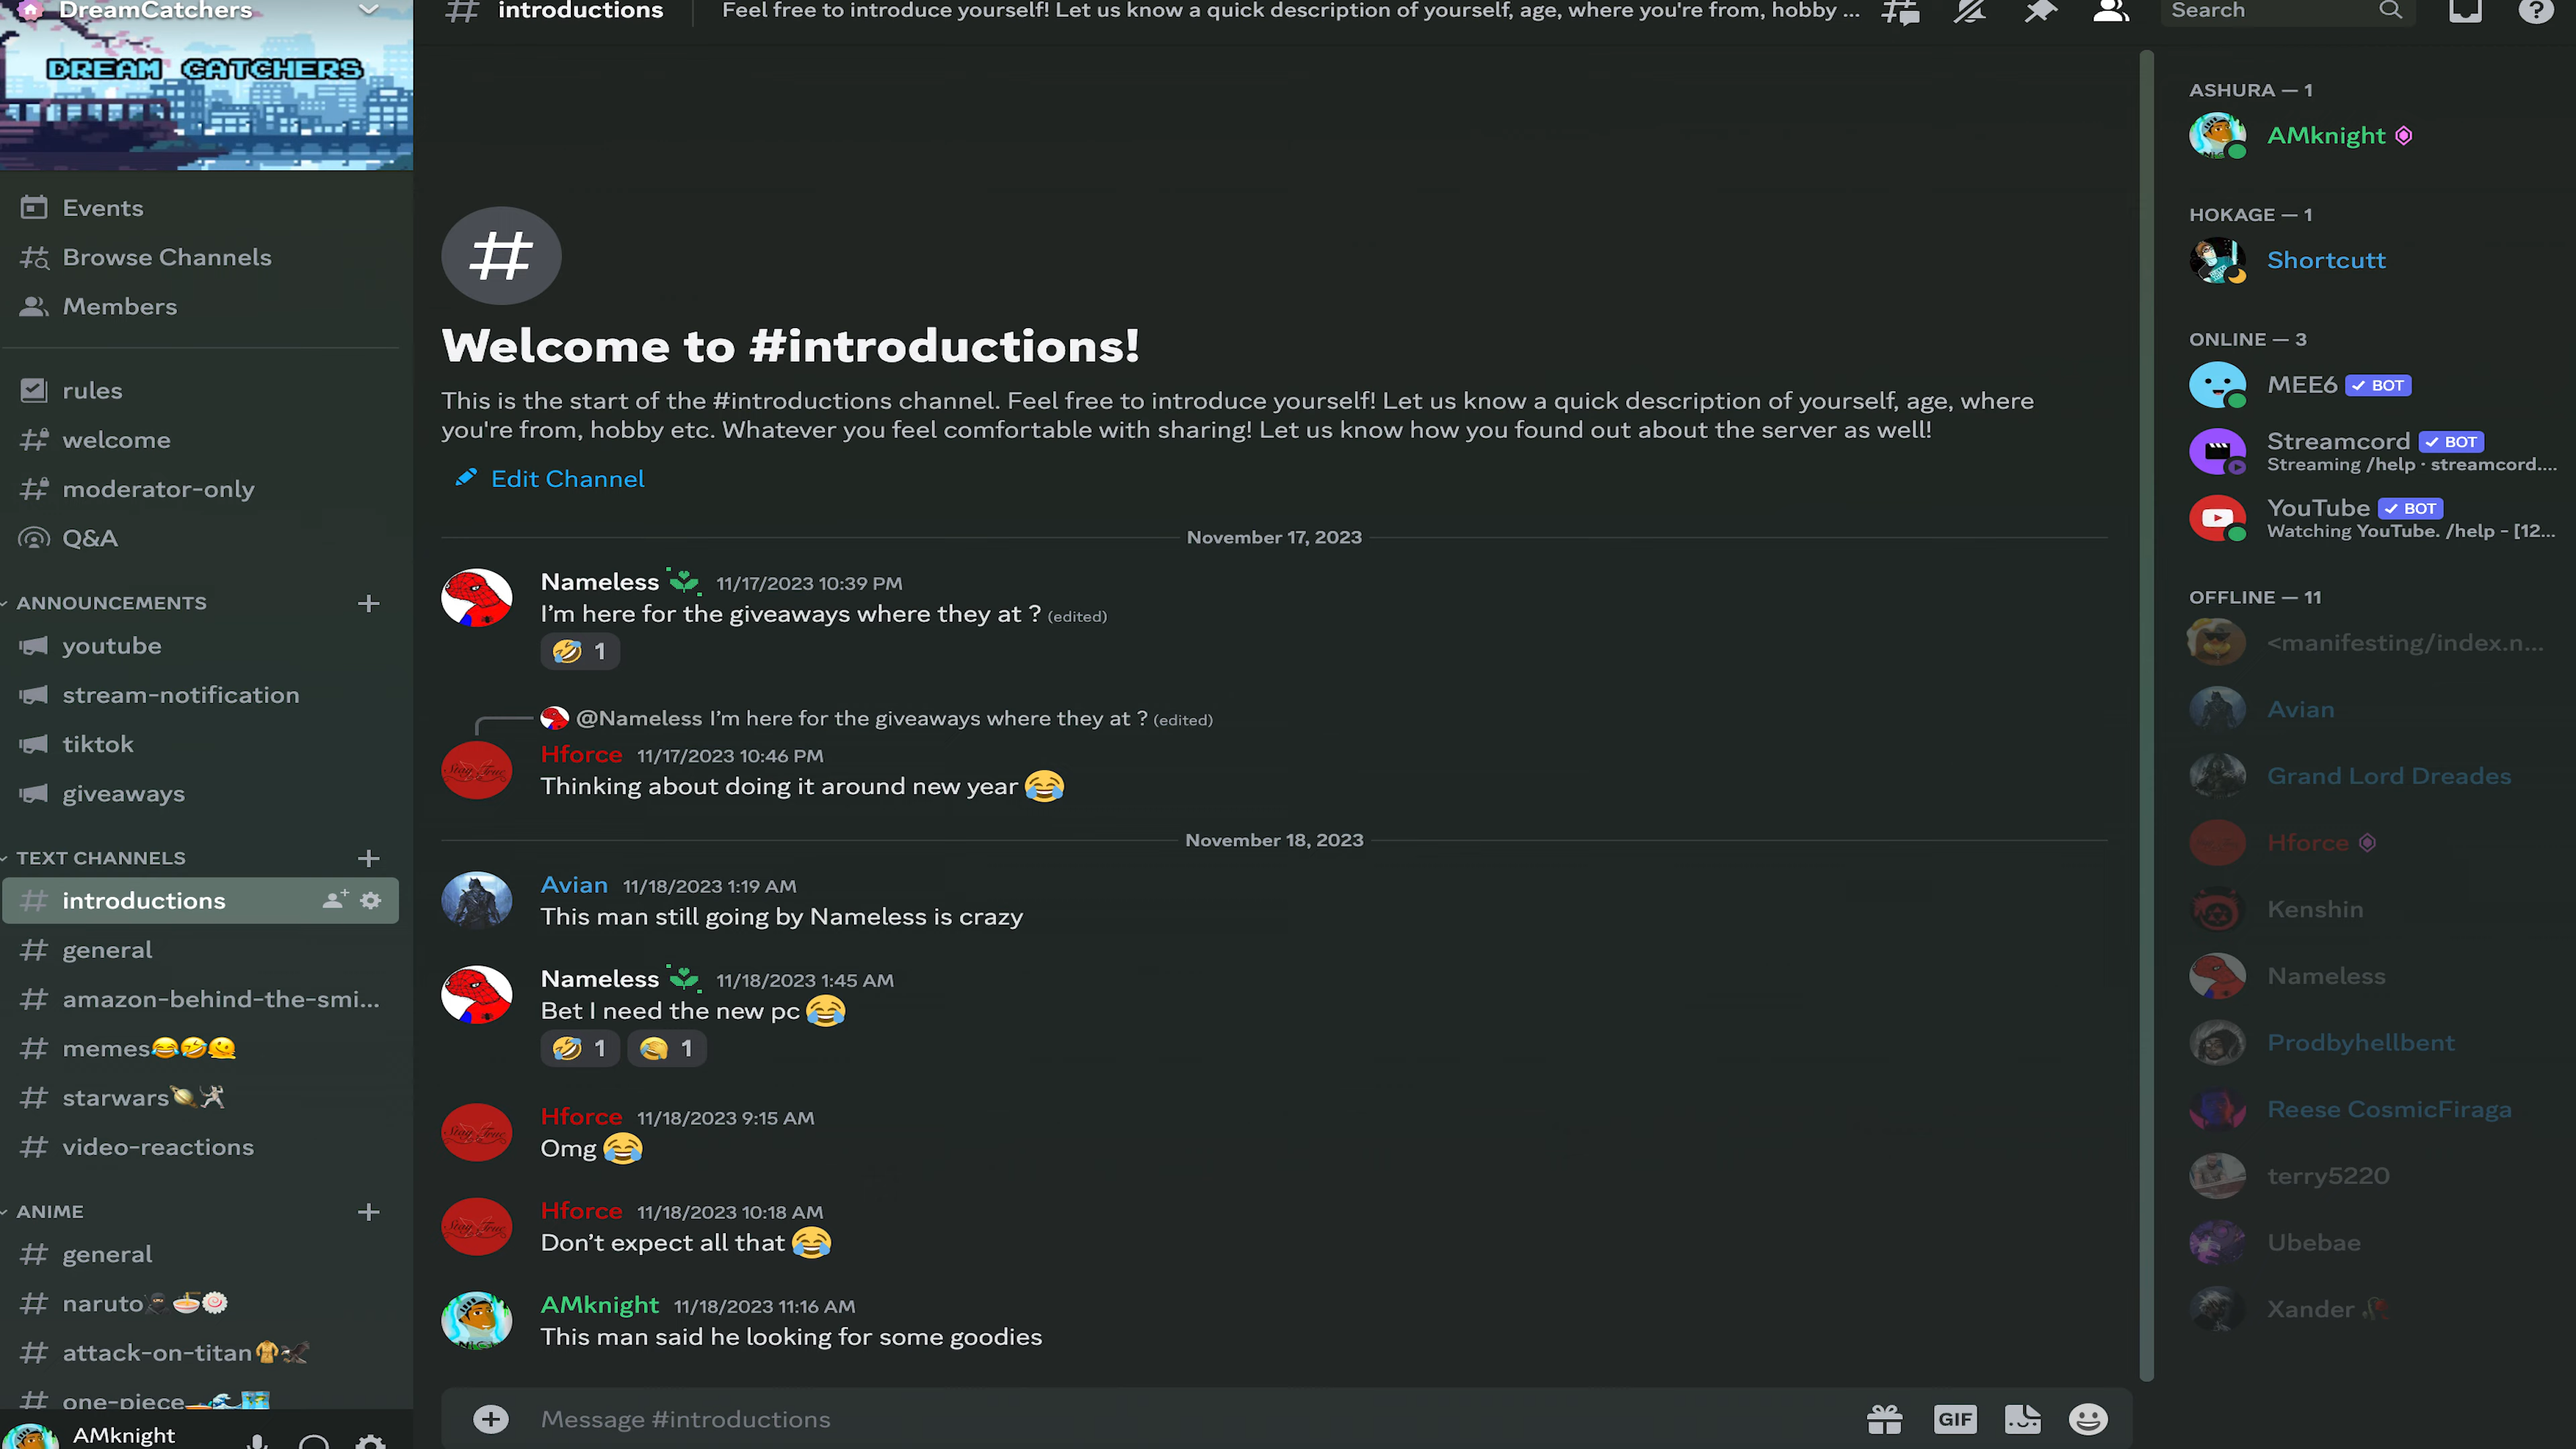 DreamCatchers
DREAM CATCHERS
Events
Browse Channels
Members
rules
welcome
moderator-only
Q&A
ANNOUNCEMENTS
youtube
stream-notification
tiktok
giveaways
TEXT CHANNELS
introductions
general
amazon-behind-the-smi...
memes😂🤣🫠
starwars🪐🤺
video-reactions
ANIME
general
naruto🥷🍜🍥
attack-on-titan🧥🦅
one-piece🚤🌊🗺️
AMknight
introductions
Feel free to introduce yourself! Let us know a quick description of yourself, age, where you're from, hobby ...
Search
Welcome to #introductions!
This is the start of the #introductions channel. Feel free to introduce yourself! Let us know a quick description of yourself, age, where
you're from, hobby etc. Whatever you feel comfortable with sharing! Let us know how you found out about the server as well!
Edit Channel
November 17, 2023
Nameless 11/17/2023 10:39 PM
I'm here for the giveaways where they at ? (edited)
🤣 1
@Nameless I'm here for the giveaways where they at ? (edited)
Hforce 11/17/2023 10:46 PM
Thinking about doing it around new year 😂
November 18, 2023
Avian 11/18/2023 1:19 AM
This man still going by Nameless is crazy
Nameless 11/18/2023 1:45 AM
Bet I need the new pc 😂
🤣 1 1
Hforce 11/18/2023 9:15 AM
Omg 😂
Hforce 11/18/2023 10:18 AM
Don't expect all that 😂
AMknight 11/18/2023 11:16 AM
This man said he looking for some goodies
Message #introductions
GIF
ASHURA — 1
AMknight
HOKAGE — 1
Shortcutt
ONLINE — 3
MEE6 ✓ BOT
Streamcord ✓ BOT
Streaming /help · streamcord....
YouTube ✓ BOT
Watching YouTube. /help - [12...
OFFLINE — 11
<manifesting/index.n...
Avian
Grand Lord Dreades
Hforce
Kenshin
Nameless
Prodbyhellbent
Reese CosmicFiraga
terry5220
Ubebae
Xander 🥀